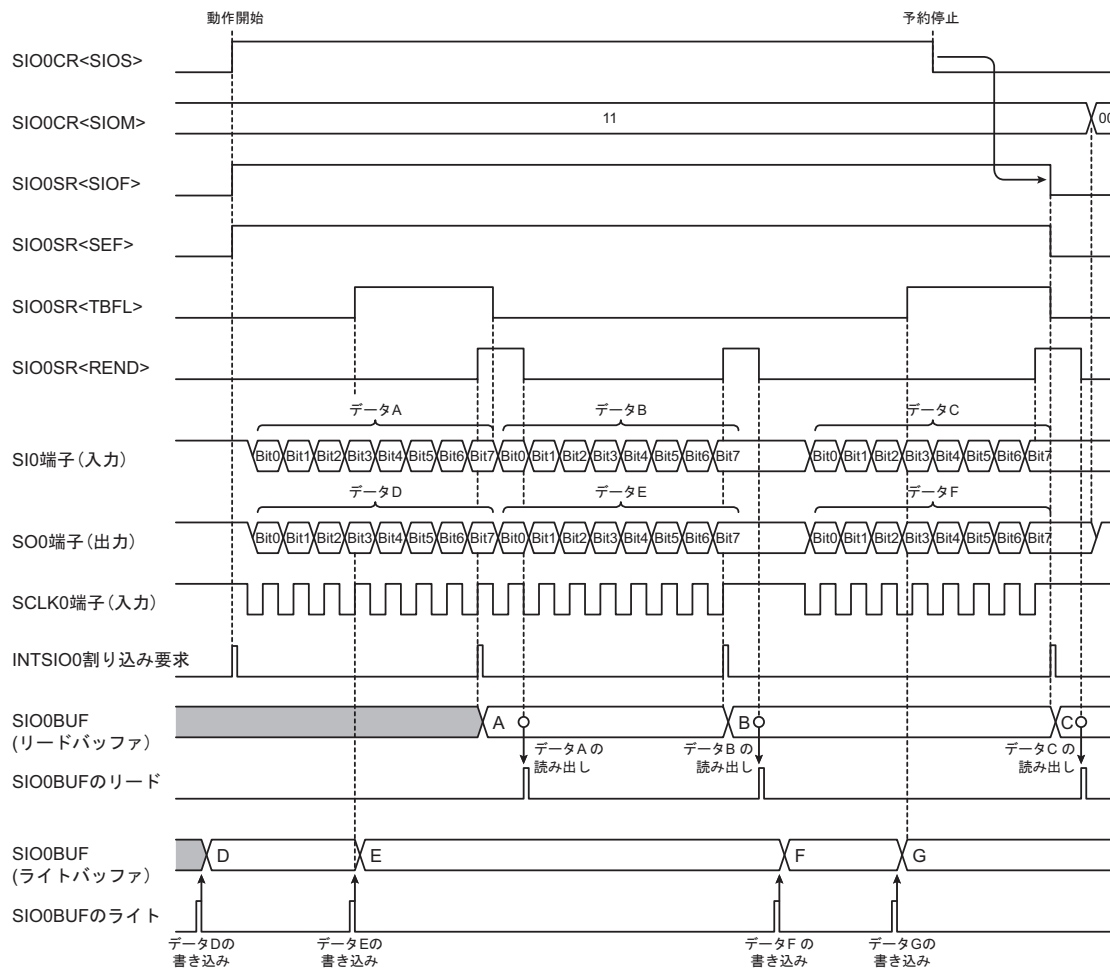 動作開始
予約停止
SIO0CR<SIOS>
SIO0CR<SIOM>
11
00
SIO0SR<SIOF>
SIO0SR<SEF>
SIO0SR<TBFL>
SIO0SR<REND>
データA
データB
データC
SI0端子(入力)
Bit0 Bit1 Bit2 Bit3 Bit4 Bit5 Bit6 Bit7 Bit0 Bit1 Bit2 Bit3 Bit4 Bit5 Bit6 Bit7 Bit0 Bit1 Bit2 Bit3 Bit4 Bit5 Bit6 Bit7
データD
データE
データF
SO0端子(出力)
Bit0 Bit1 Bit2 Bit3 Bit4 Bit5 Bit6 Bit7 Bit0 Bit1 Bit2 Bit3 Bit4 Bit5 Bit6 Bit7 Bit0 Bit1 Bit2 Bit3 Bit4 Bit5 Bit6 Bit7
SCLK0端子(入力)
INTSIO0割り込み要求
SIO0BUF
(リードバッファ)
A
B
C
データA の
読み出し
データB の
読み出し
データC の
読み出し
SIO0BUFのリード
SIO0BUF
(ライトバッファ)
D
E
F
G
SIO0BUFのライト
データDの
書き込み
データEの
書き込み
データF の
書き込み
データGの
書き込み